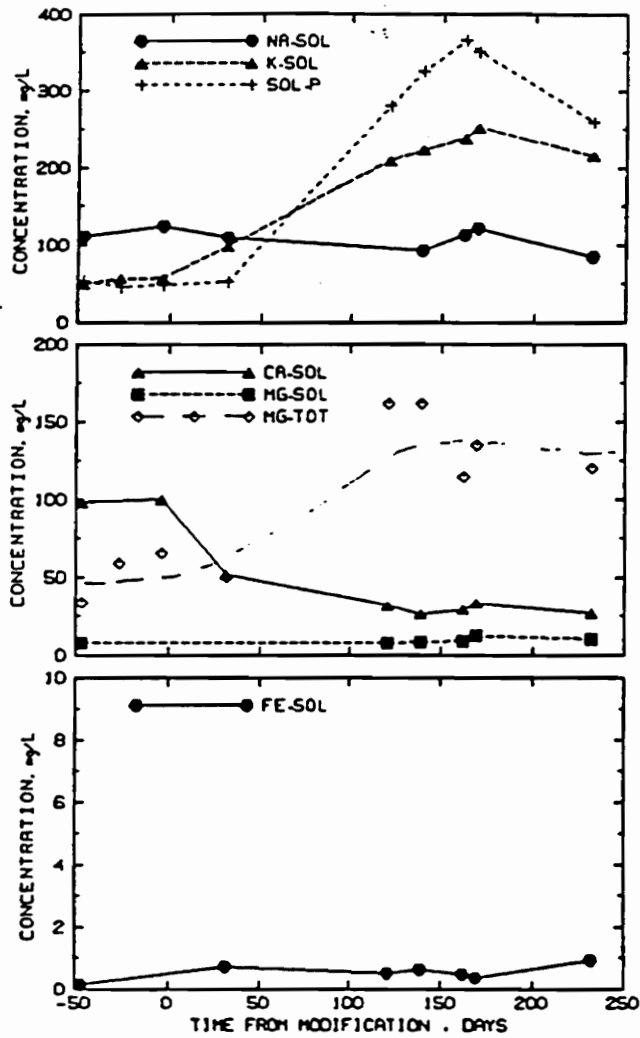 400
300
200
100
0
CONCENTRATION, mg/L
NA-SOL
K-SOL
SOL-P
200
150
100
50
0
CONCENTRATION, mg/L
CA-SOL
MG-SOL
MG-TOT
10
8
6
4
2
0
CONCENTRATION, mg/L
FE-SOL
-50 0 50 100 150 200 250
TIME FROM MODIFICATION , DAYS